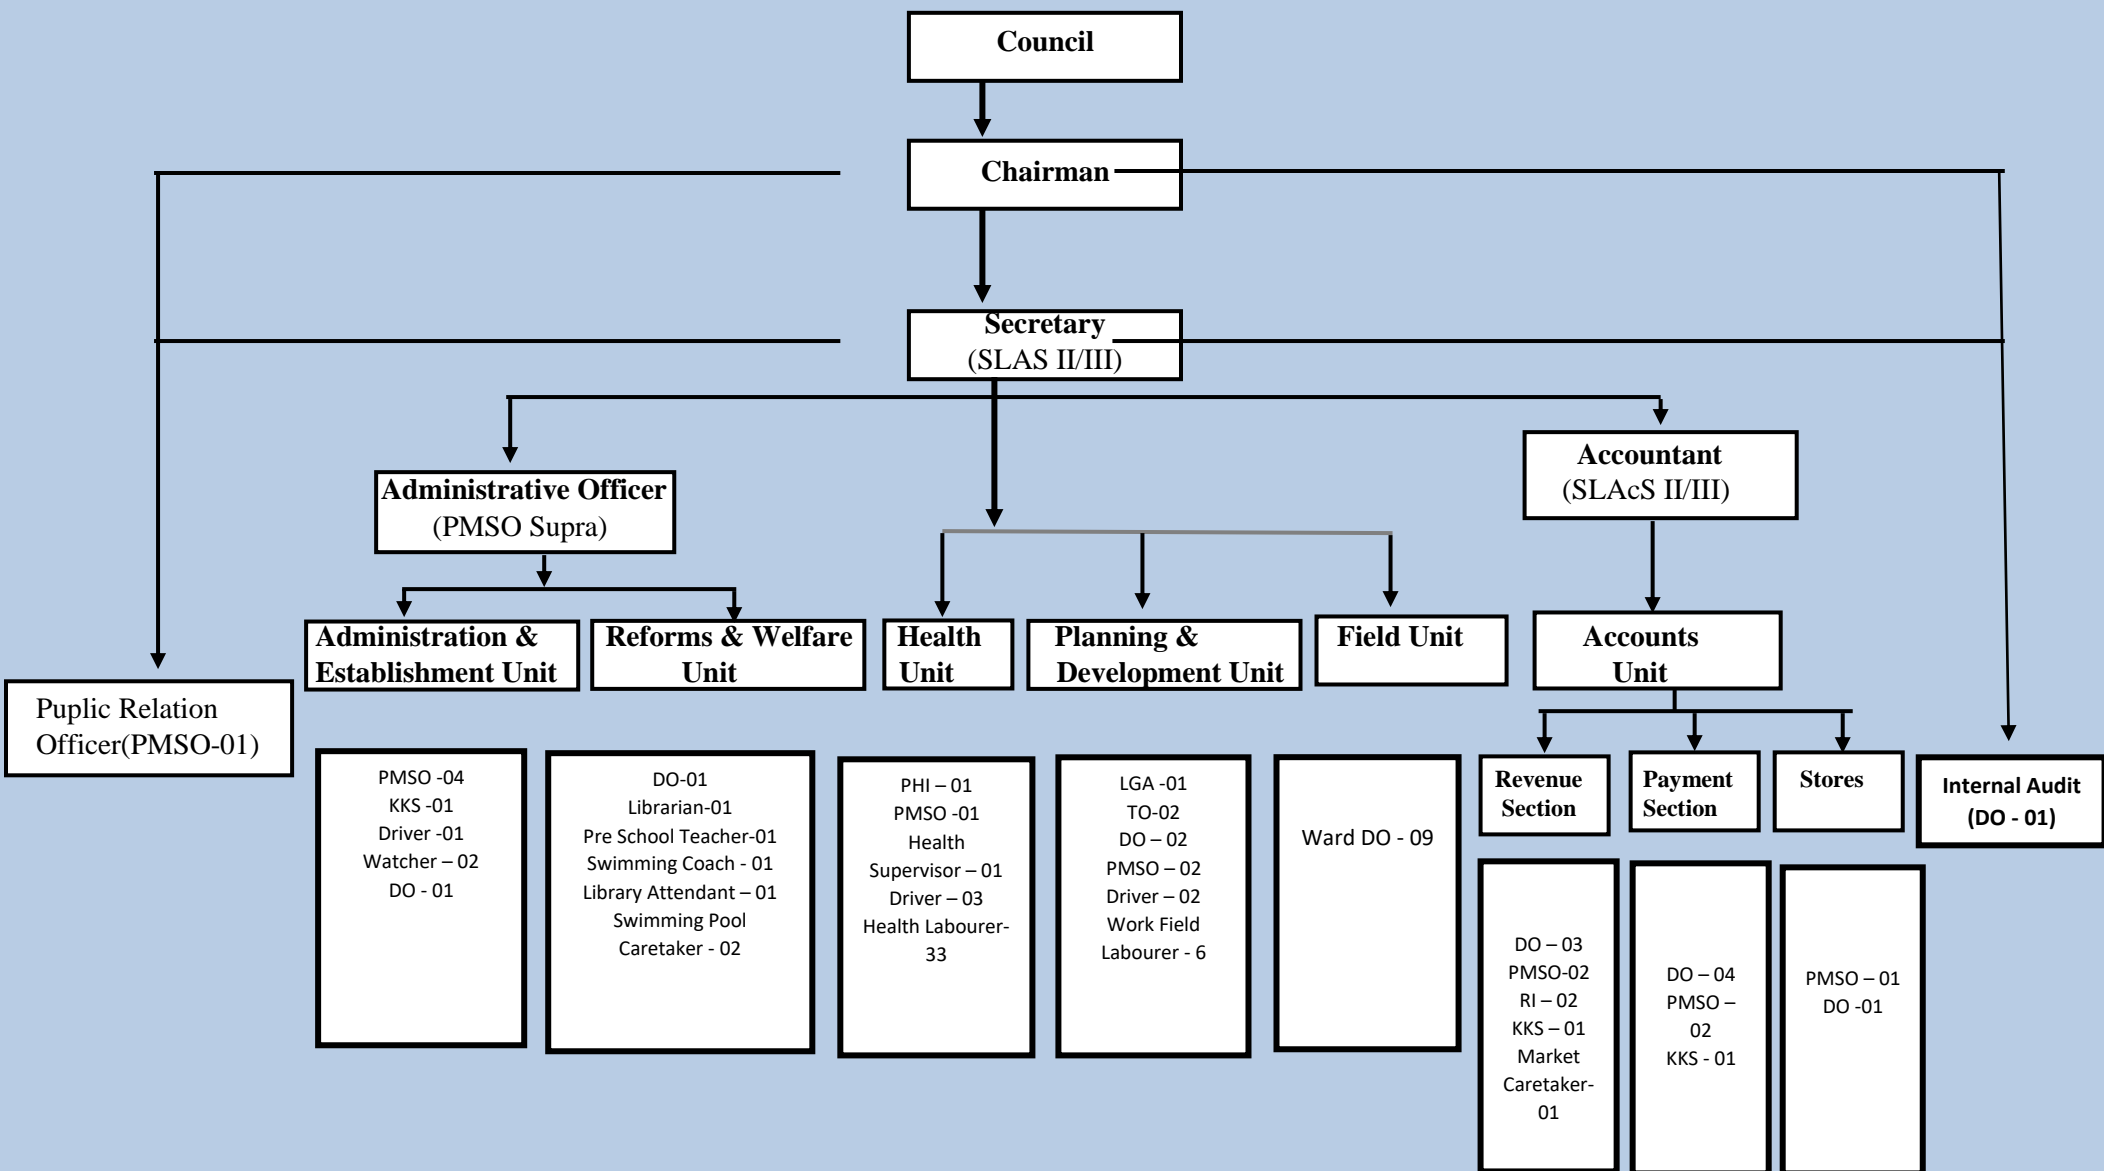 Council
Chairman
Secretary
(SLAS II/III)
Administrative Officer
(PMSO Supra)
Accountant
(SLAcS II/III)
Administration &
Establishment Unit
Reforms & Welfare
Unit
Health
Unit
Planning &
Development Unit
Field Unit
Accounts
Unit
Puplic Relation
Officer(PMSO-01)
PMSO -04
KKS -01
Driver -01
Watcher – 02
DO - 01
DO-01
Librarian-01
Pre School Teacher-01
Swimming Coach - 01
Library Attendant – 01
Swimming Pool
Caretaker - 02
PHI – 01
PMSO -01
Health
Supervisor – 01
Driver – 03
Health Labourer-
33
LGA -01
TO-02
DO – 02
PMSO – 02
Driver – 02
Work Field
Labourer - 6
Ward DO - 09
Revenue
Section
Payment
Section
Stores
Internal Audit
(DO - 01)
DO – 03
PMSO-02
RI – 02
KKS – 01
Market
Caretaker-
01
DO – 04
PMSO –
02
KKS - 01
PMSO – 01
DO -01